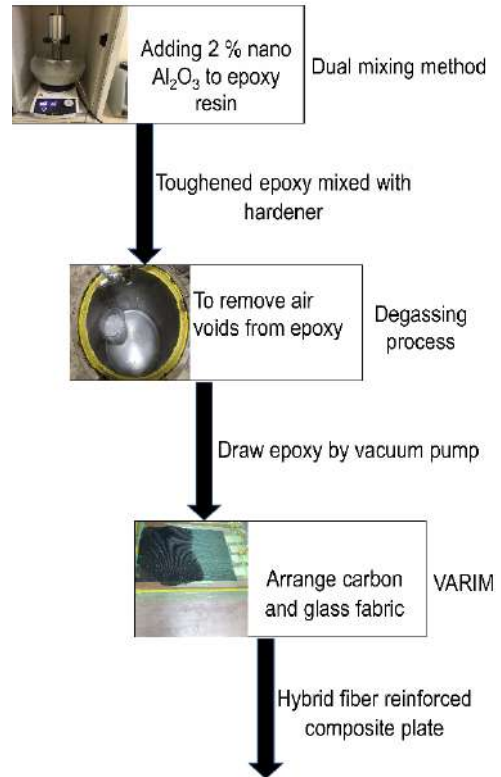 Adding 2 % nano
Al₂O₃ to epoxy
resin
Dual mixing method
Toughened epoxy mixed with
hardener
To remove air
voids from epoxy
Degassing
process
Draw epoxy by vacuum pump
Arrange carbon
and glass fabric
VARIM
Hybrid fiber reinforced
composite plate